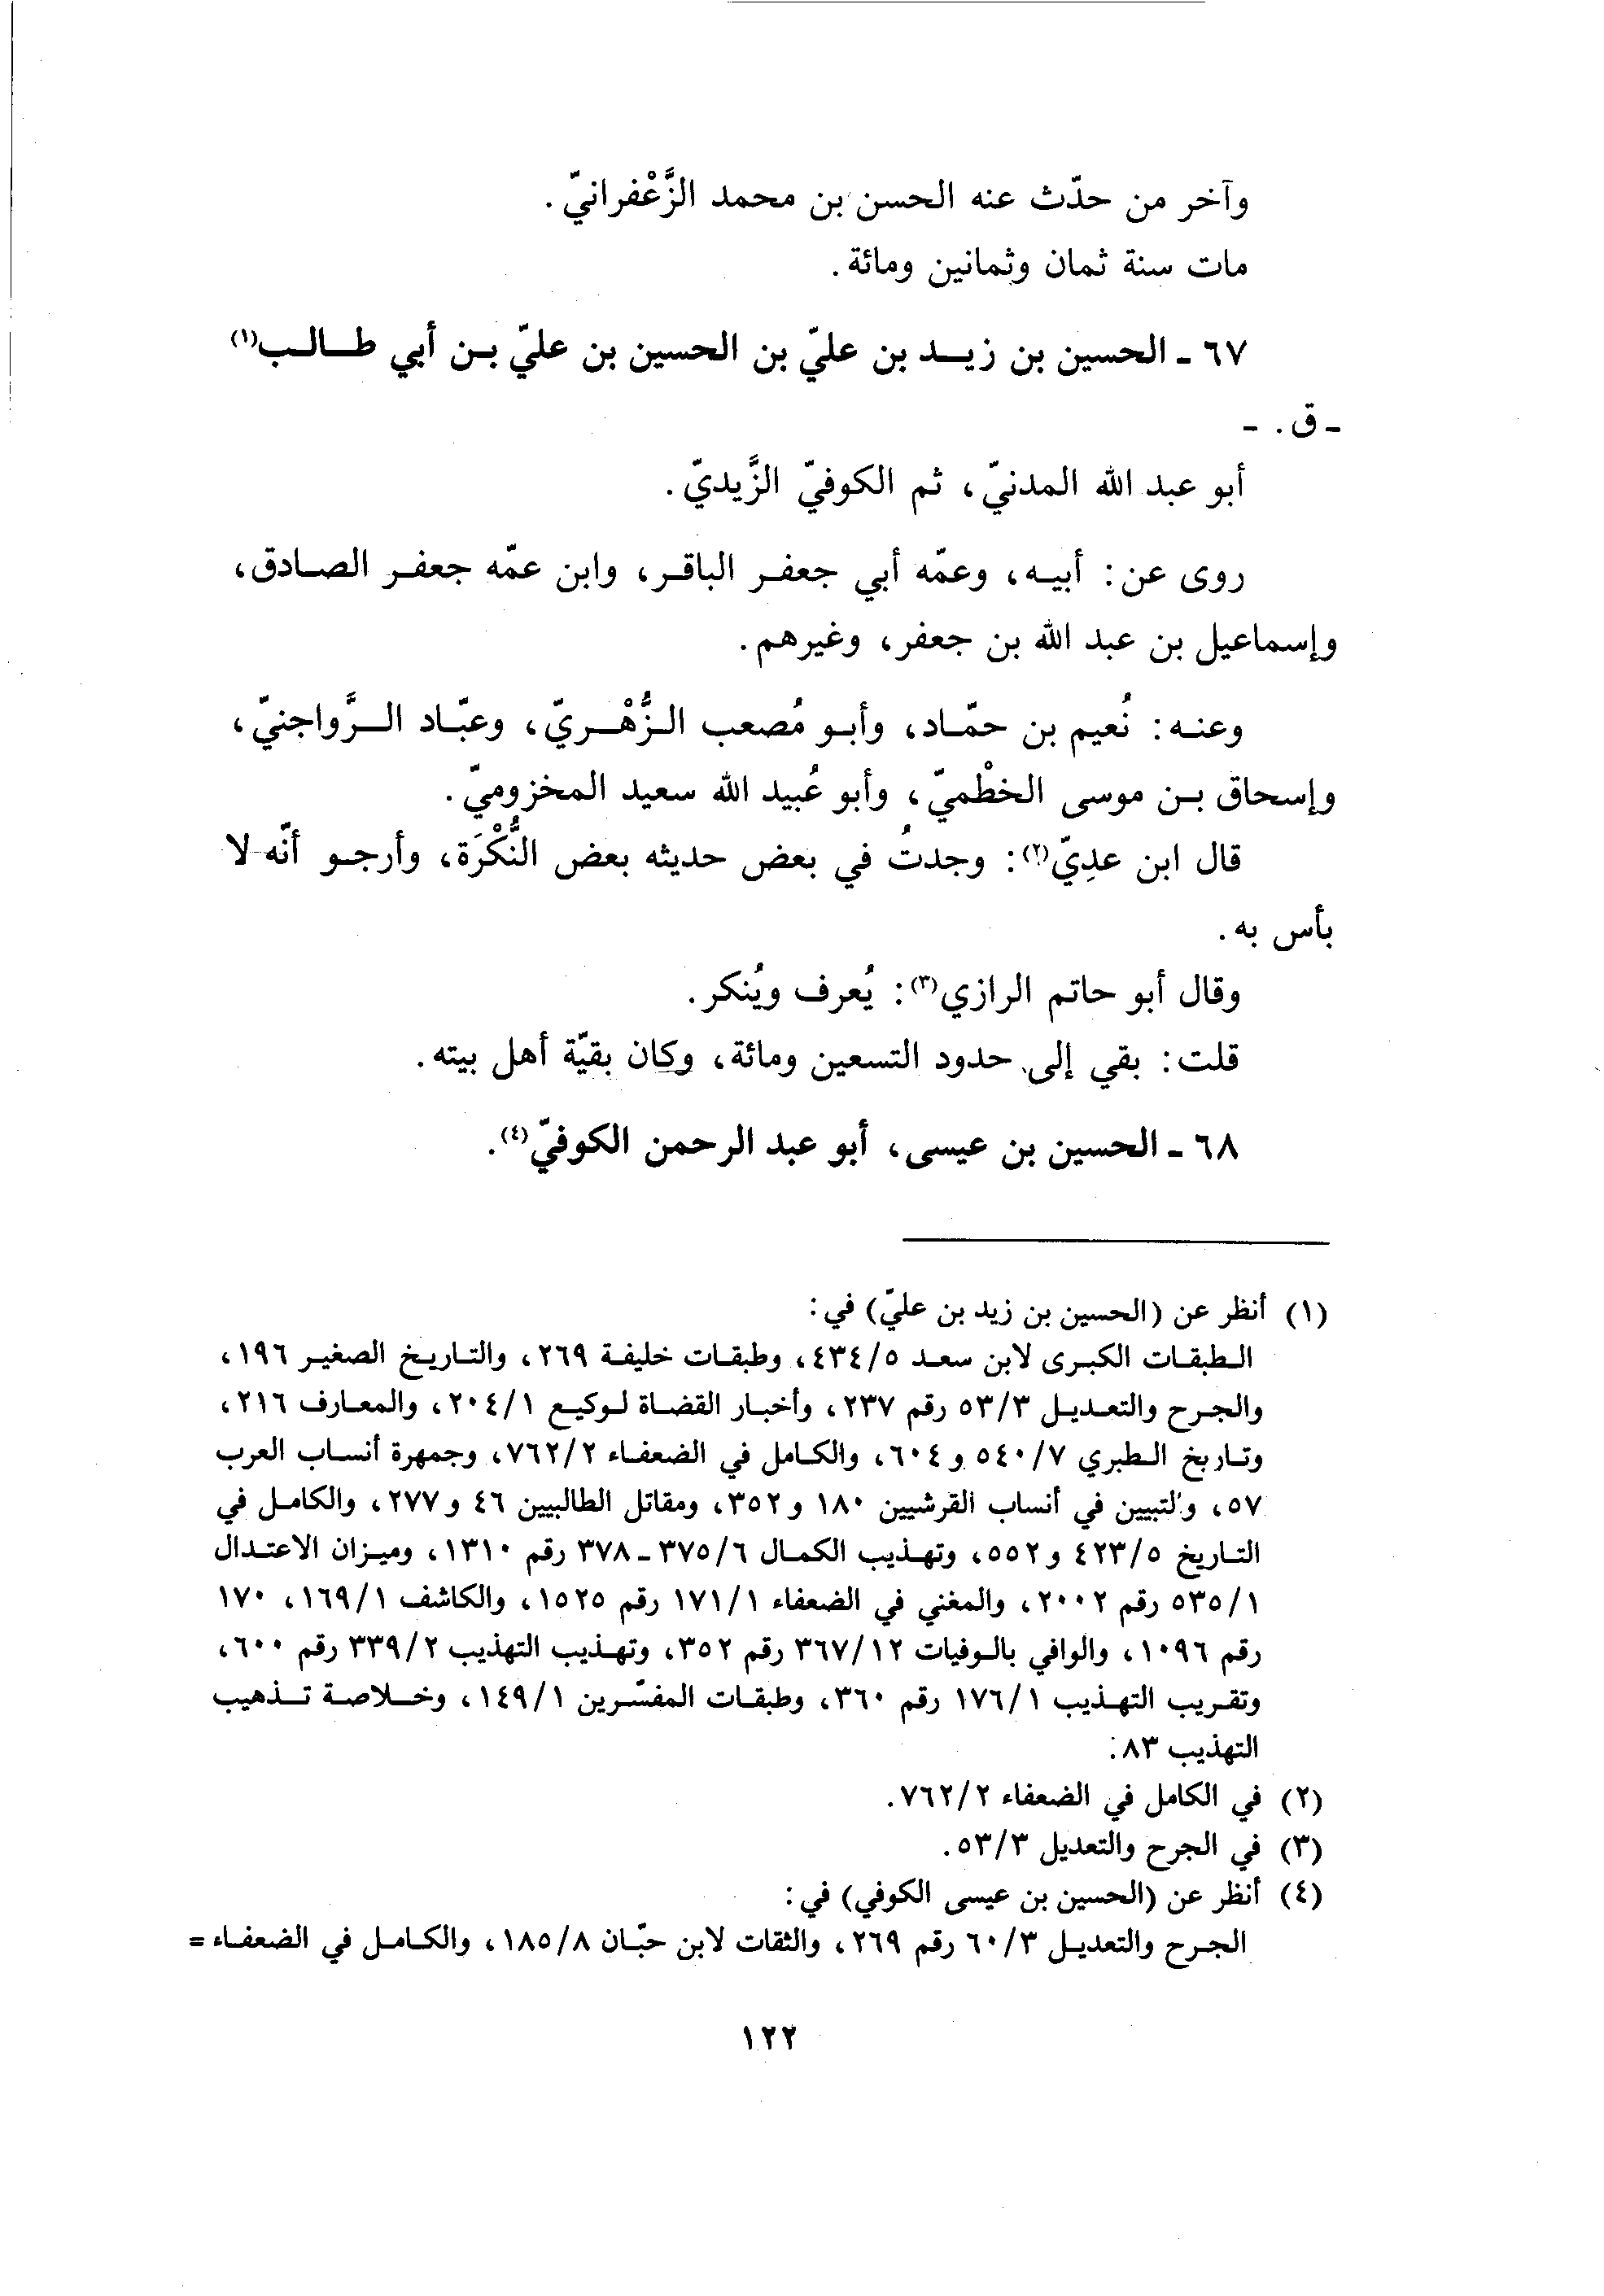 وآخر من حدّث عنه الحسن بن محمد الزَّعْفرانيّ.
مات سنة ثمان وثمانين ومائة.
٦٧ - الحسين بن زيد بن عليّ بن الحسين بن عليّ بن أبي طالب(١)
- ق. -
أبو عبد الله المدنيّ، ثم الكوفيّ الزَّيديّ.
روى عن: أبيه، وعمّه أبي جعفر الباقر، وابن عمّه جعفر الصادق،
وإسماعيل بن عبد الله بن جعفر، وغيرهم.
وعنه: نُعيم بن حمّاد، وأبو مُصعب الزُّهْريّ، وعبّاد الرَّواجنيّ،
وإسحاق بن موسى الخطْميّ، وأبو عُبيد الله سعيد المخزوميّ.
قال ابن عدِيّ(٢): وجدتُ في بعض حديثه بعض النُّكْرَة، وأرجو أنّه لا
بأس به.
وقال أبو حاتم الرازي(٣): يُعرف ويُنكر.
قلت: بقي إلى حدود التسعين ومائة، وكان بقيّة أهل بيته.
٦٨ - الحسين بن عيسى، أبو عبد الرحمن الكوفيّ(٤).
(١) أنظر عن (الحسين بن زيد بن عليّ) في:
الطبقات الكبرى لابن سعد ٤٣٤/٥، وطبقات خليفة ٢٦٩، والتاريخ الصغير ١٩٦،
والجرح والتعديل ٥٣/٣ رقم ٢٣٧، وأخبار القضاة لوكيع ٢٠٤/١، والمعارف ٢١٦،
وتاريخ الطبري ٥٤٠/٧ و٦٠٤، والكامل في الضعفاء ٧٦٢/٢، وجمهرة أنساب العرب
٥٧، والتبيين في أنساب القرشيين ١٨٠ و٣٥٢، ومقاتل الطالبيين ٤٦ و٢٧٧، والكامل في
التاريخ ٤٢٣/٥ و٥٥٢، وتهذيب الكمال ٣٧٥/٦ - ٣٧٨ رقم ١٣١٠، وميزان الاعتدال
٥٣٥/١ رقم ٢٠٠٢، والمغني في الضعفاء ١٧١/١ رقم ١٥٢٥، والكاشف ١٦٩/١، ١٧٠
رقم ١٠٩٦، والوافي بالوفيات ٣٦٧/١٢ رقم ٣٥٢، وتهذيب التهذيب ٣٣٩/٢ رقم ٦٠٠،
وتقريب التهذيب ١٧٦/١ رقم ٣٦٠، وطبقات المفسّرين ١٤٩/١، وخلاصة تذهيب
التهذيب ٨٣.
(٢) في الكامل في الضعفاء ٧٦٢/٢.
(٣) في الجرح والتعديل ٥٣/٣.
(٤) أنظر عن (الحسين بن عيسى الكوفي) في:
الجرح والتعديل ٦٠/٣ رقم ٢٦٩، والثقات لابن حبّان ١٨٥/٨، والكامل في الضعفاء =
١٢٢